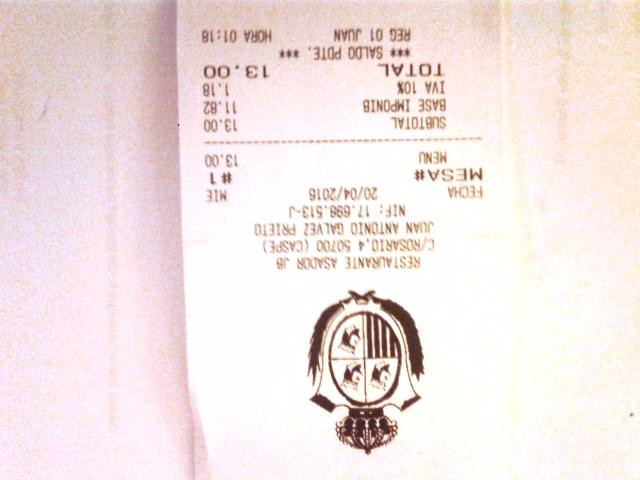 RESTAURANTE ASADOR JB
C/ROSARIO,4 50700 (CASPE)
JUAN ANTONIO GALVEZ PRIETO
NIF: 17.698.513-J
FECHA 20/04/2016 MIE
MESA# #1
MENU 13.00
SUBTOTAL 13.00
BASE IMPONIB 11.82
IVA 10% 1.18
TOTAL 13.00
*** SALDO PDTE. ***
REG 01 JUAN HORA 01:18